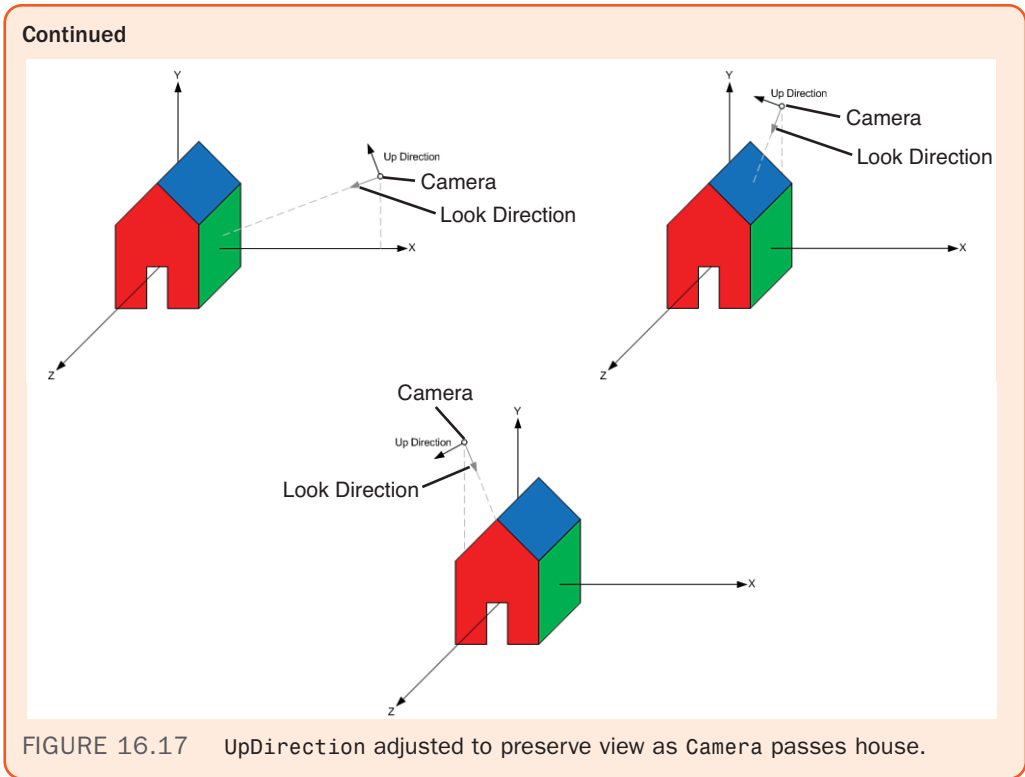 Continued
Y
Up Direction
Camera
Look Direction
X
Z
Y
Up Direction
Camera
Look Direction
X
Z
Camera
Y
Up Direction
Look Direction
X
Z
FIGURE 16.17 UpDirection adjusted to preserve view as Camera passes house.